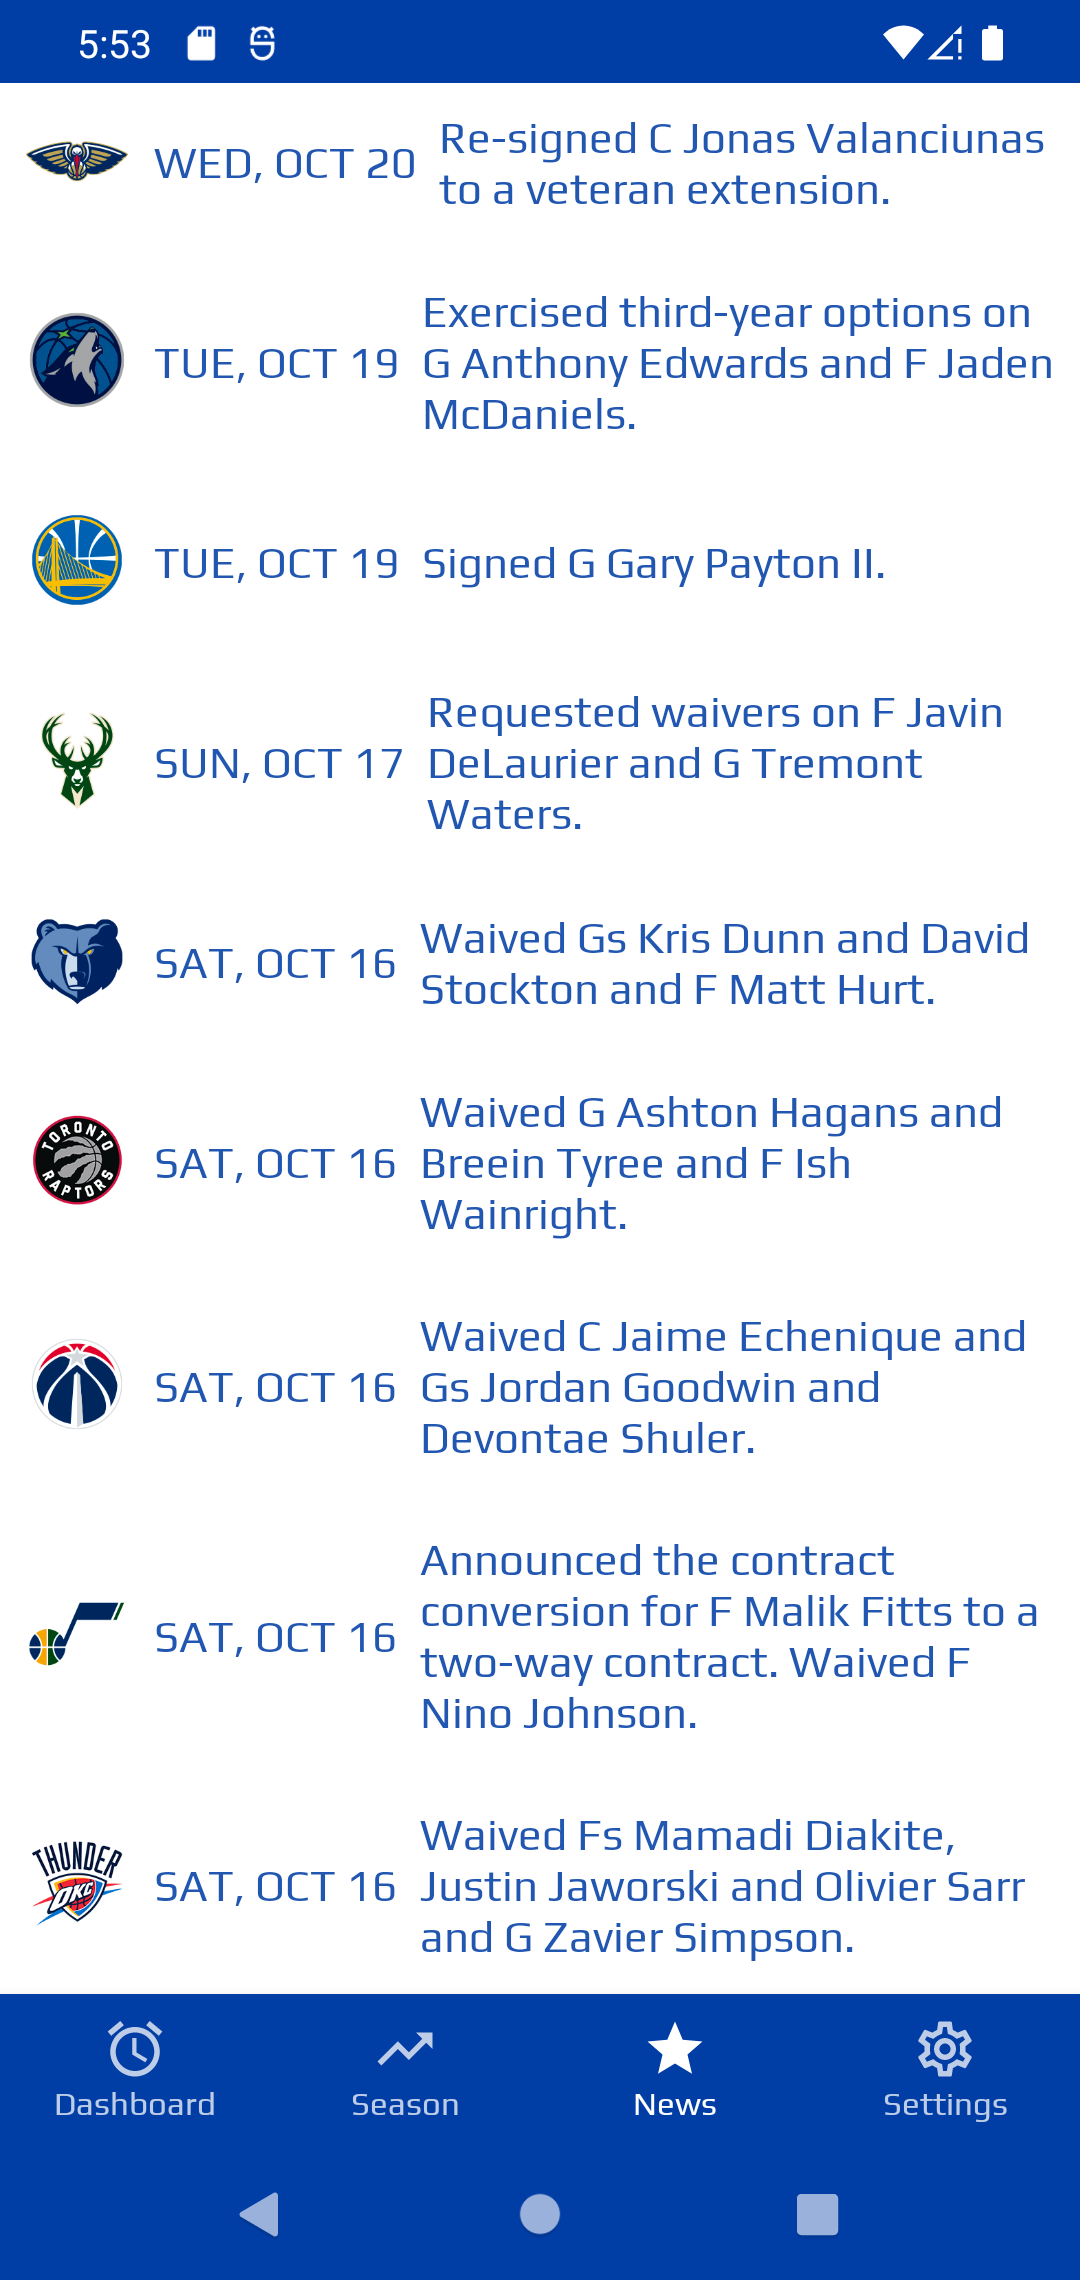 5:53
WED, OCT 20
Re-signed C Jonas Valanciunas
to a veteran extension.
TUE, OCT 19
Exercised third-year options on
G Anthony Edwards and F Jaden
McDaniels.
TUE, OCT 19
Signed G Gary Payton II.
SUN, OCT 17
Requested waivers on F Javin
DeLaurier and G Tremont
Waters.
SAT, OCT 16
Waived Gs Kris Dunn and David
Stockton and F Matt Hurt.
TORONTO
RAPTORS
SAT, OCT 16
Waived G Ashton Hagans and
Breein Tyree and F Ish
Wainright.
SAT, OCT 16
Waived C Jaime Echenique and
Gs Jordan Goodwin and
Devontae Shuler.
SAT, OCT 16
Announced the contract
conversion for F Malik Fitts to a
two-way contract. Waived F
Nino Johnson.
THUNDER
OKC
SAT, OCT 16
Waived Fs Mamadi Diakite,
Justin Jaworski and Olivier Sarr
and G Zavier Simpson.
Dashboard
Season
News
Settings